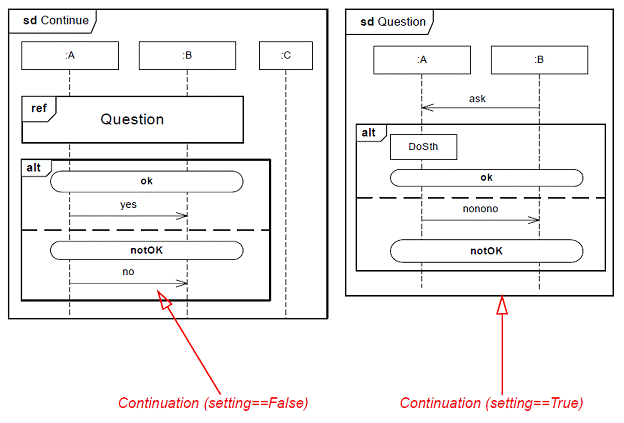 sd Continue
:A
:B
:C
ref
Question
alt
ok
yes
notOK
no
Continuation (setting==False)
sd Question
:A
:B
ask
alt
DoSth
ok
nonono
notOK
Continuation (setting==True)